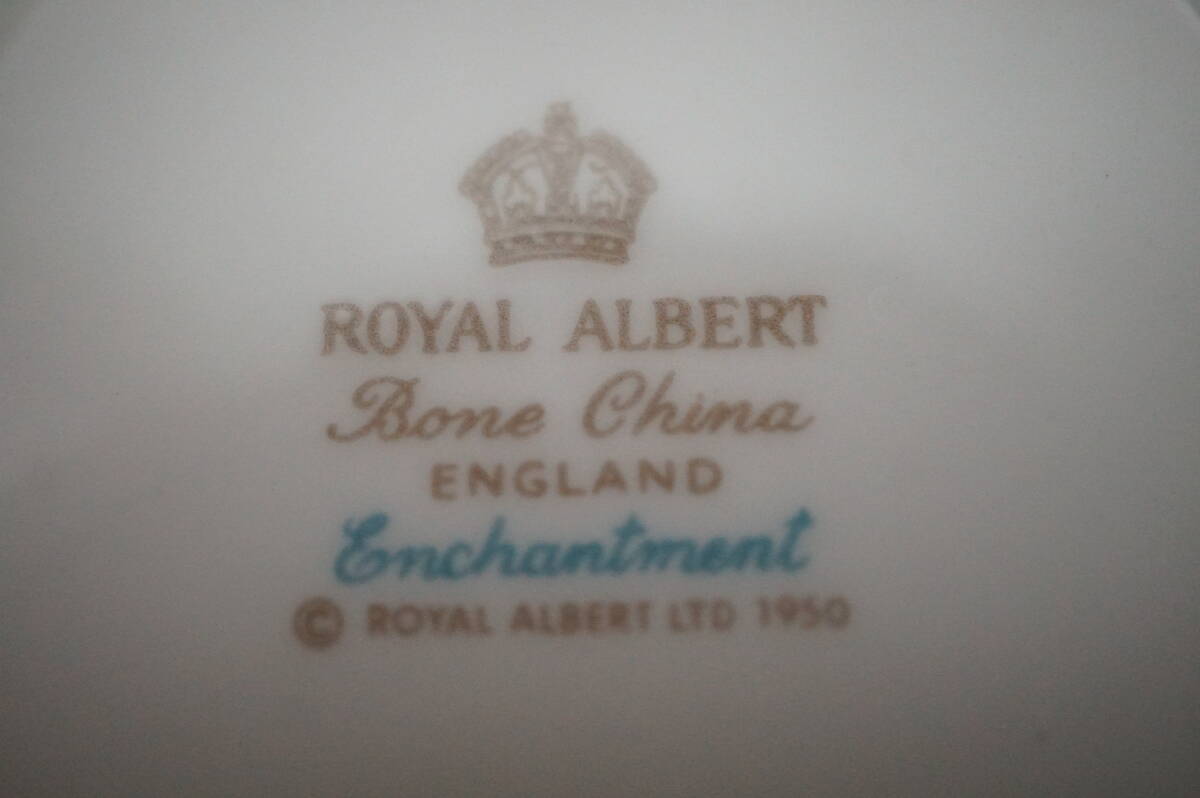 ROYAL ALBERT
Bone China
ENGLAND
Enchantment
© ROYAL ALBERT LTD 1950